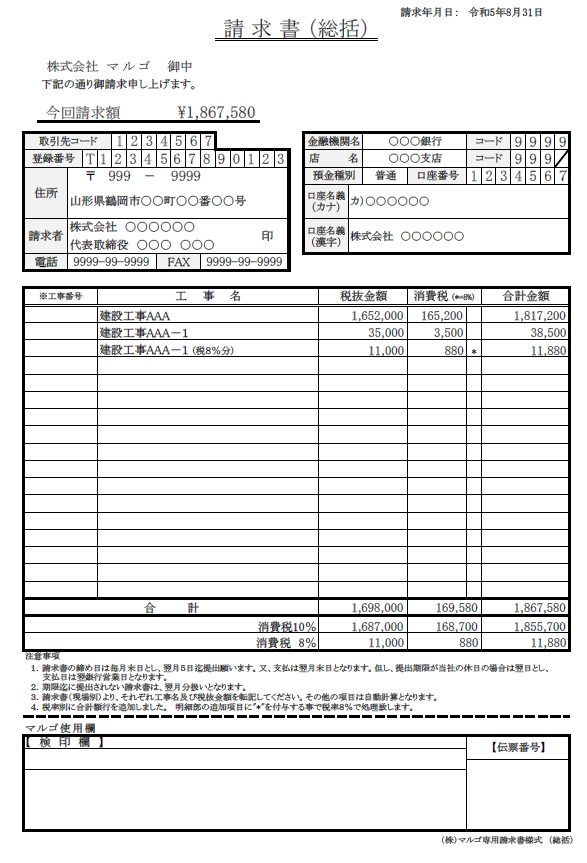 請求年月日： 令和5年8月31日
請 求 書 （総括）
株式会社 マルゴ 御中
下記の通り御請求申し上げます。
今回請求額 ¥1,867,580
取引先コード 1 2 3 4 5 6 7
登録番号 T 1 2 3 4 5 6 7 8 9 0 1 2 3
住所 〒 999 － 9999
山形県鶴岡市〇〇町〇〇番〇〇号
請求者 株式会社 〇〇〇〇〇〇
代表取締役 〇〇〇 〇〇〇 印
電話 9999-99-9999 FAX 9999-99-9999
金融機関名 〇〇〇銀行 コード 9 9 9 9
店 名 〇〇〇支店 コード 9 9 9
預金種別 普通 口座番号 1 2 3 4 5 6 7
口座名義（カナ） カ)〇〇〇〇〇〇
口座名義（漢字） 株式会社 〇〇〇〇〇〇
※工事番号 工 事 名 税抜金額 消費税 (*=8%) 合計金額
建設工事AAA 1,652,000 165,200 1,817,200
建設工事AAA－1 35,000 3,500 38,500
建設工事AAA－1 (税8%分) 11,000 880 * 11,880
合 計 1,698,000 169,580 1,867,580
消費税10% 1,687,000 168,700 1,855,700
消費税 8% 11,000 880 11,880
注意事項
1. 請求書の締め日は毎月末日とし、翌月5日迄提出願います。又、支払は翌月末日となります。但し、提出期限が当社の休日の場合は翌日とし、
支払日は翌銀行営業日となります。
2. 期限迄に提出されない請求書は、翌月分扱いとなります。
3. 請求書（現場別）より、それぞれ工事名及び税抜金額を転記してください。その他の項目は自動計算となります。
4. 税率別に合計額行を追加しました。 明細部の追加項目に"*"を付与する事で税率8%で処理致します。
マルゴ使用欄
【 検 印 欄 】
【伝票番号】
(株)マルゴ専用請求書様式 (総括)